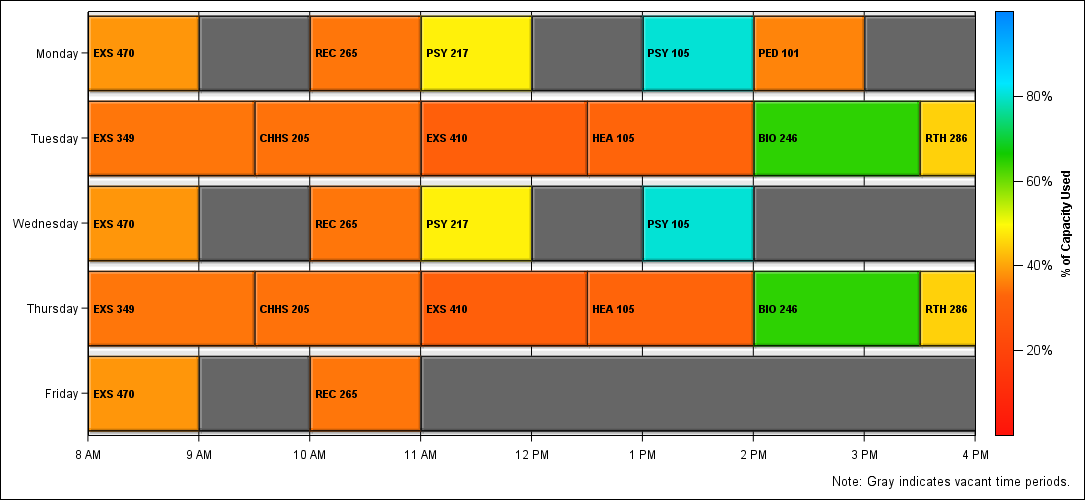 Monday
EXS 470
REC 265
PSY 217
PSY 105
PED 101
Tuesday
EXS 349
CHHS 205
EXS 410
HEA 105
BIO 246
RTH 286
Wednesday
EXS 470
REC 265
PSY 217
PSY 105
Thursday
EXS 349
CHHS 205
EXS 410
HEA 105
BIO 246
RTH 286
Friday
EXS 470
REC 265
8 AM
9 AM
10 AM
11 AM
12 PM
1 PM
2 PM
3 PM
4 PM
80%
60%
40%
20%
% of Capacity Used
Note: Gray indicates vacant time periods.